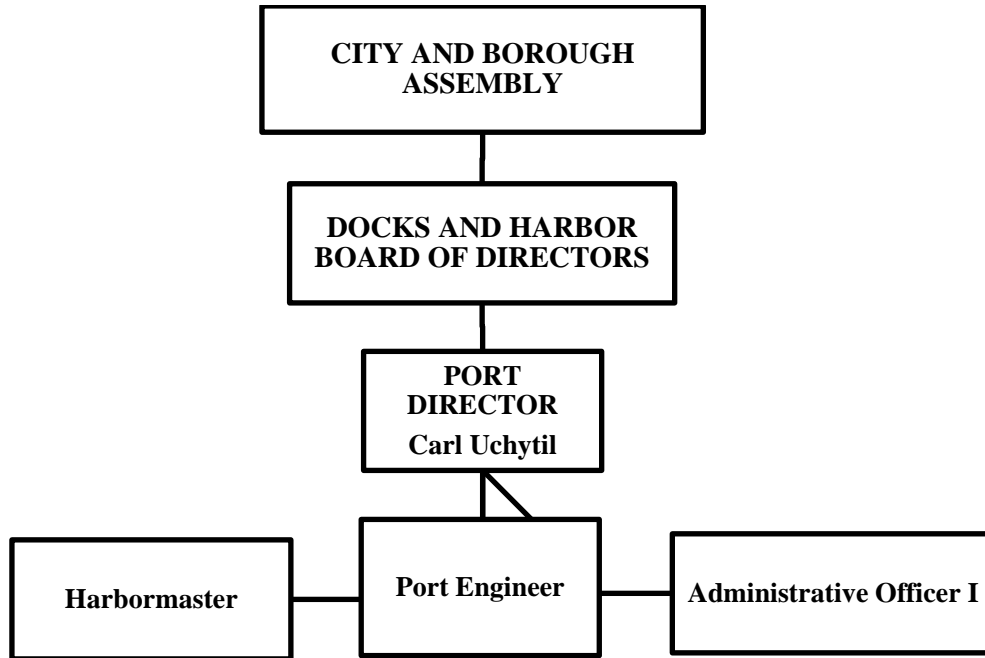 CITY AND BOROUGH
ASSEMBLY
DOCKS AND HARBOR
BOARD OF DIRECTORS
PORT
DIRECTOR
Carl Uchytil
Harbormaster
Port Engineer
Administrative Officer I